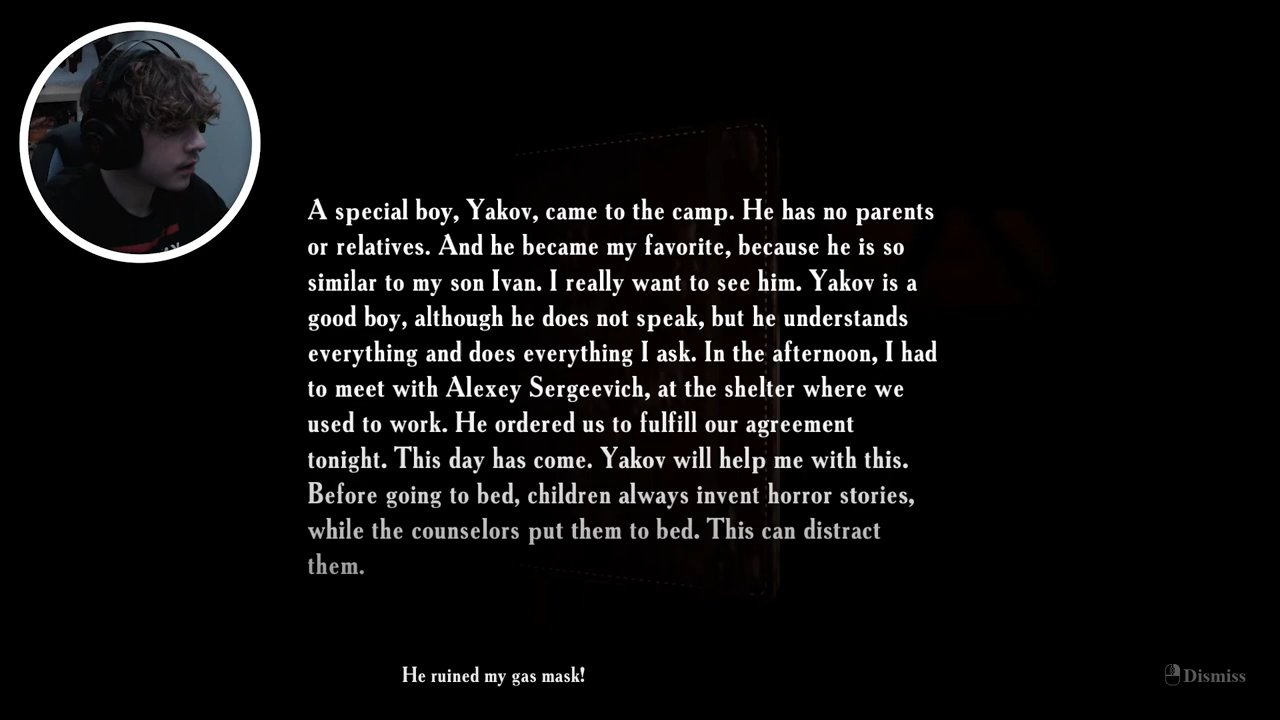 A special boy, Yakov, came to the camp. He has no parents
or relatives. And he became my favorite, because he is so
similar to my son Ivan. I really want to see him. Yakov is a
good boy, although he does not speak, but he understands
everything and does everything I ask. In the afternoon, I had
to meet with Alexey Sergeevich, at the shelter where we
used to work. He ordered us to fulfill our agreement
tonight. This day has come. Yakov will help me with this.
Before going to bed, children always invent horror stories,
while the counselors put them to bed. This can distract
them.
He ruined my gas mask!
Dismiss